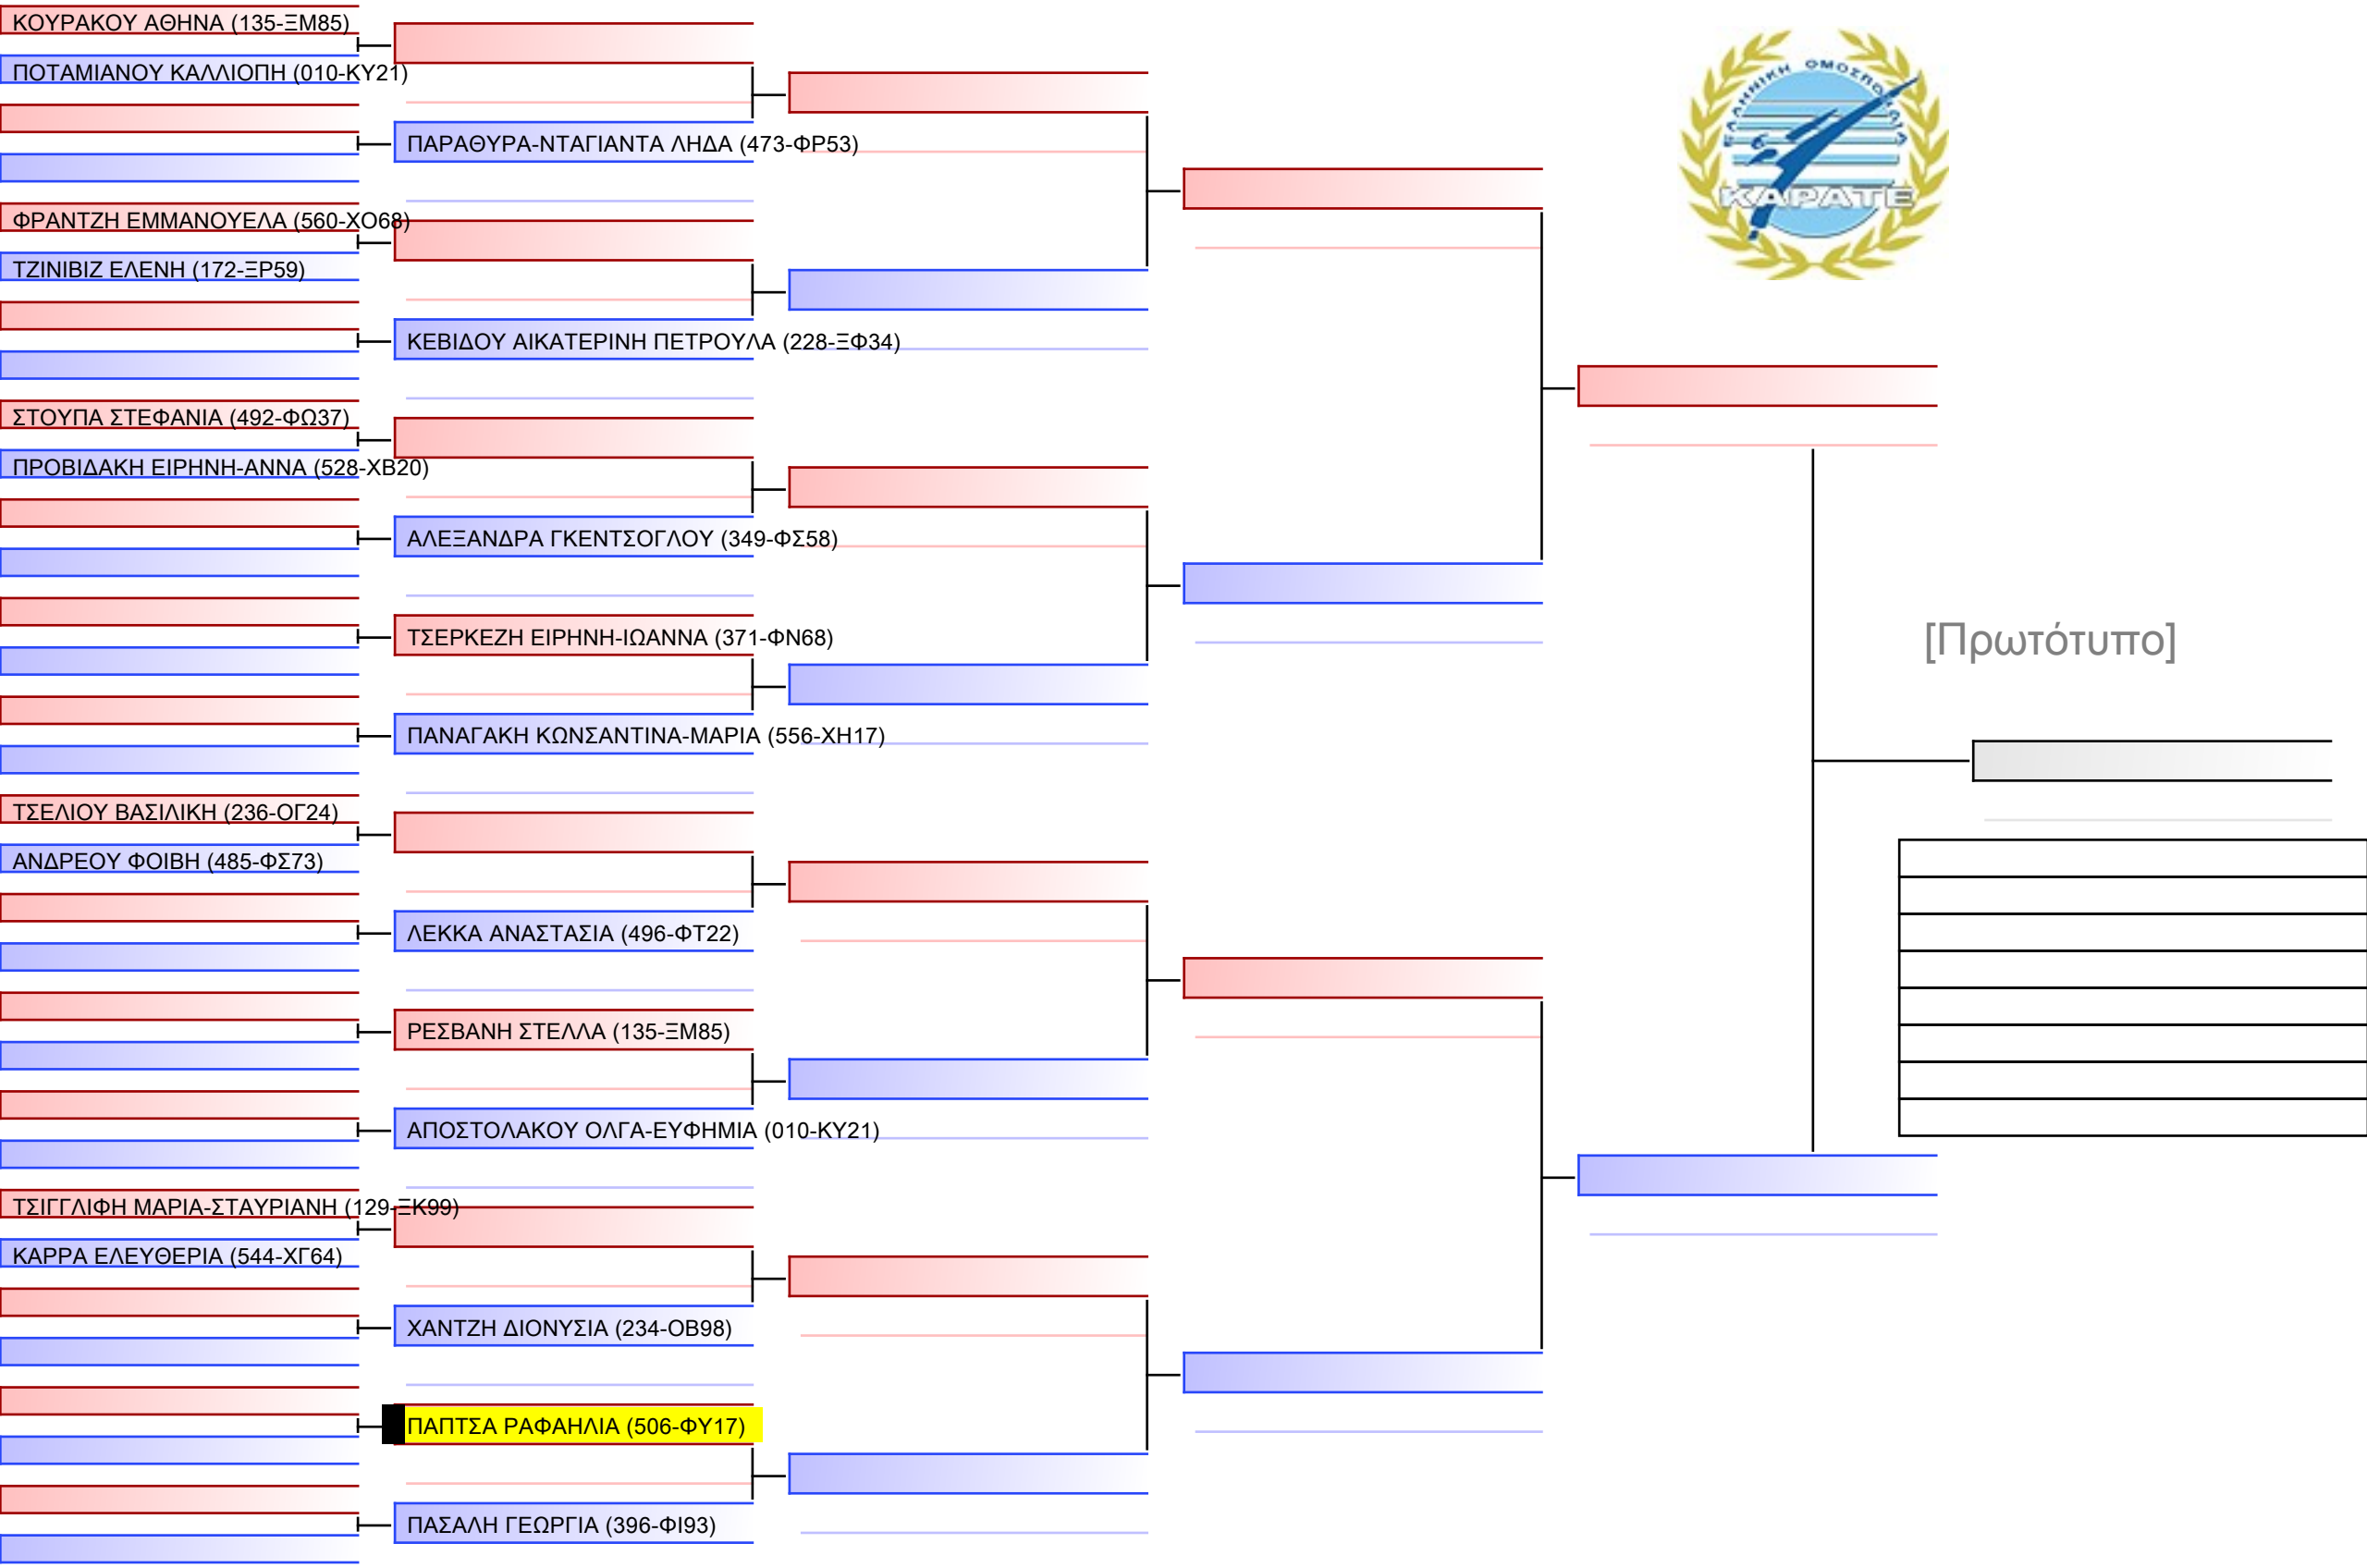 ΚΟΥΡΑΚΟΥ ΑΘΗΝΑ (135-ΞΜ85)
ΠΟΤΑΜΙΑΝΟΥ ΚΑΛΛΙΟΠΗ (010-ΚΥ21)
ΠΑΡΑΘΥΡΑ-ΝΤΑΓΙΑΝΤΑ ΛΗΔΑ (473-ΦΡ53)
ΦΡΑΝΤΖΗ ΕΜΜΑΝΟΥΕΛΑ (560-ΧΟ68)
ΤΖΙΝΙΒΙΖ ΕΛΕΝΗ (172-ΞΡ59)
ΚΕΒΙΔΟΥ ΑΙΚΑΤΕΡΙΝΗ ΠΕΤΡΟΥΛΑ (228-ΞΦ34)
ΣΤΟΥΠΑ ΣΤΕΦΑΝΙΑ (492-ΦΩ37)
ΠΡΟΒΙΔΑΚΗ ΕΙΡΗΝΗ-ΑΝΝΑ (528-ΧΒ20)
ΑΛΕΞΑΝΔΡΑ ΓΚΕΝΤΣΟΓΛΟΥ (349-ΦΣ58)
ΤΣΕΡΚΕΖΗ ΕΙΡΗΝΗ-ΙΩΑΝΝΑ (371-ΦΝ68)
ΠΑΝΑΓΑΚΗ ΚΩΝΣΑΝΤΙΝΑ-ΜΑΡΙΑ (556-ΧΗ17)
ΤΣΕΛΙΟΥ ΒΑΣΙΛΙΚΗ (236-ΟΓ24)
ΑΝΔΡΕΟΥ ΦΟΙΒΗ (485-ΦΣ73)
ΛΕΚΚΑ ΑΝΑΣΤΑΣΙΑ (496-ΦΤ22)
ΡΕΣΒΑΝΗ ΣΤΕΛΛΑ (135-ΞΜ85)
ΑΠΟΣΤΟΛΑΚΟΥ ΟΛΓΑ-ΕΥΦΗΜΙΑ (010-ΚΥ21)
ΤΣΙΓΓΛΙΦΗ ΜΑΡΙΑ-ΣΤΑΥΡΙΑΝΗ (129-ΞΚ99)
ΚΑΡΡΑ ΕΛΕΥΘΕΡΙΑ (544-ΧΓ64)
ΧΑΝΤΖΗ ΔΙΟΝΥΣΙΑ (234-ΟΒ98)
ΠΑΠΤΣΑ ΡΑΦΑΗΛΙΑ (506-ΦΥ17)
ΠΑΣΑΛΗ ΓΕΩΡΓΙΑ (396-ΦΙ93)
ΕΛΛΗΝΙΚΗ ΟΜΟΣΠΟΝΔΙΑ
ΚΑΡΑΤΕ
[Πρωτότυπο]